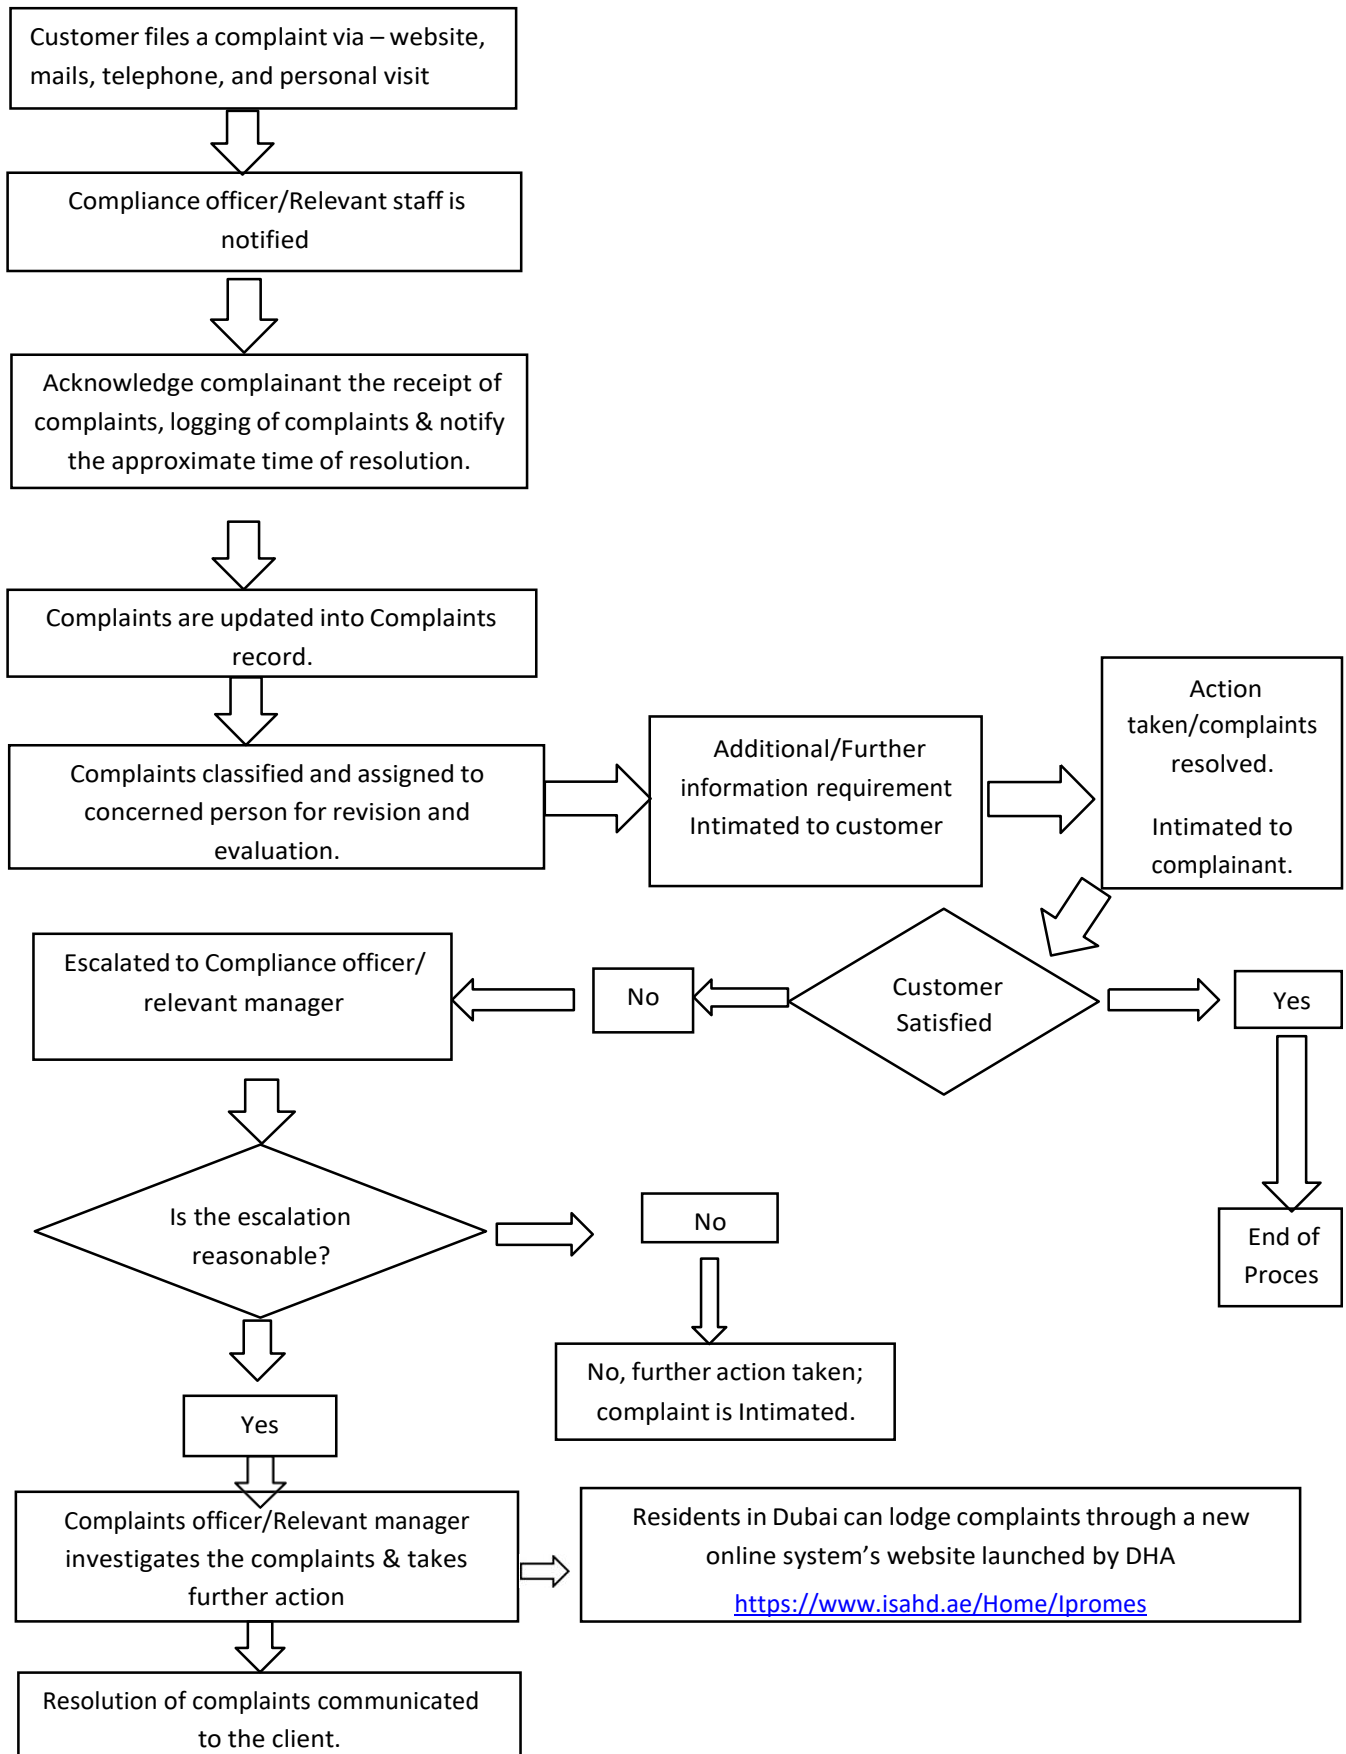 Customer files a complaint via – website,
mails, telephone, and personal visit
Compliance officer/Relevant staff is
notified
Acknowledge complainant the receipt of
complaints, logging of complaints & notify
the approximate time of resolution.
Complaints are updated into Complaints
record.
Complaints classified and assigned to
concerned person for revision and
evaluation.
Additional/Further
information requirement
Intimated to customer
Action
taken/complaints
resolved.
Intimated to
complainant.
Customer
Satisfied
Yes
End of
Proces
No
Escalated to Compliance officer/
relevant manager
Is the escalation
reasonable?
No
No, further action taken;
complaint is Intimated.
Yes
Complaints officer/Relevant manager
investigates the complaints & takes
further action
Residents in Dubai can lodge complaints through a new
online system’s website launched by DHA
https://www.isahd.ae/Home/Ipromes
Resolution of complaints communicated
to the client.